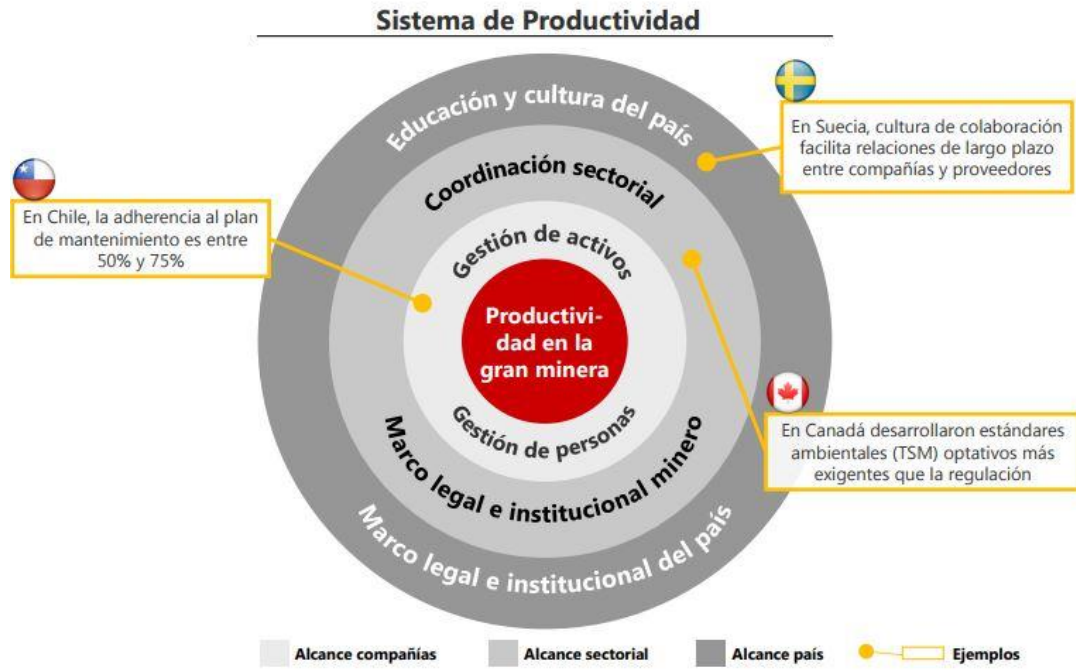 Sistema de Productividad
Educación y cultura del país
Coordinación sectorial
Gestión de activos
Productivi-
dad en la
gran minera
Gestión de personas
Marco legal e institucional minero
Marco legal e institucional del país
En Suecia, cultura de colaboración
facilita relaciones de largo plazo
entre compañías y proveedores
En Chile, la adherencia al plan
de mantenimiento es entre
50% y 75%
En Canadá desarrollaron estándares
ambientales (TSM) optativos más
exigentes que la regulación
Alcance compañías
Alcance sectorial
Alcance país
Ejemplos